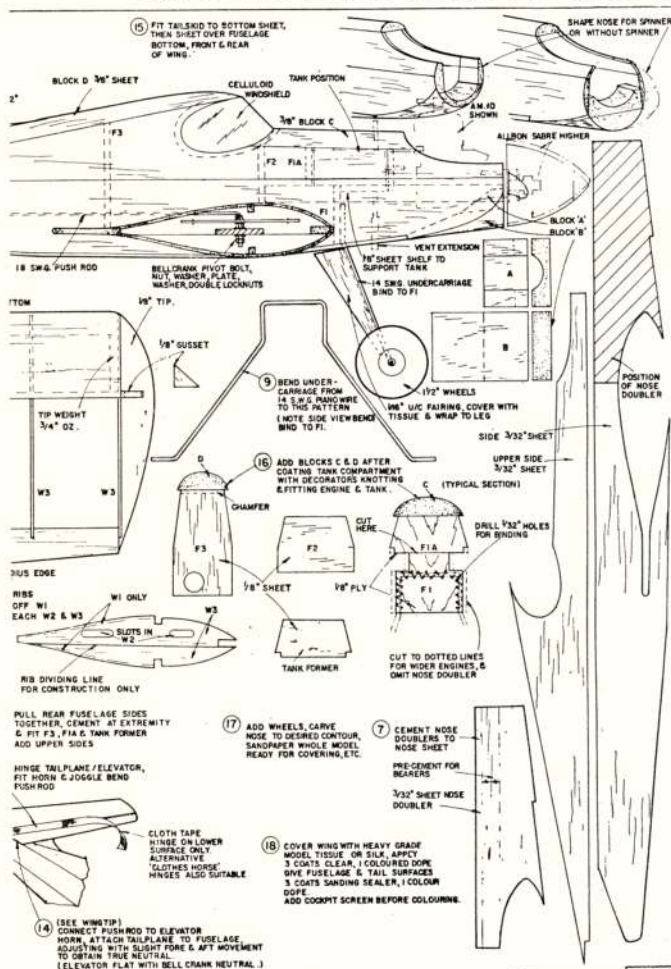 15 FIT TAILSKID TO BOTTOM SHEET,
THEN SHEET OVER FUSELAGE
BOTTOM, FRONT & REAR
OF WING.
SHAPE NOSE FOR SPINNER
OR WITHOUT SPINNER
BLOCK D 3/8" SHEET
2"
CELLULOID
WINDSHIELD
TANK POSITION
3/8" BLOCK C
A.M. 10
SHOWN
ALLBON SABRE HIGHER
F3
F2
F1A
F1
BLOCK 'A'
BLOCK 'B'
VENT EXTENSION
18 S.W.G. PUSH ROD
BELLCRANK PIVOT BOLT,
NUT, WASHER, PLATE,
WASHER, DOUBLE LOCKNUTS
1/8" SHEET SHELF TO
SUPPORT TANK
14 S.W.G. UNDERCARRIAGE
BIND TO F1
A
B
OTTOM
1/8" TIP.
1/8" GUSSET
TIP WEIGHT
3/4" OZ.
9 BEND UNDER-
CARRIAGE FROM
14 S.W.G. PIANO WIRE
TO THIS PATTERN
(NOTE SIDE VIEW BEND)
BIND TO F1.
1 1/2" WHEELS
1/16" U/C FAIRING, COVER WITH
TISSUE & WRAP TO LEG
POSITION
OF NOSE
DOUBLER
SIDE 3/32" SHEET
UPPER SIDE
3/32" SHEET
W3
W3
16 ADD BLOCKS C & D AFTER
COATING TANK COMPARTMENT
WITH DECORATORS KNOTTING
& FITTING ENGINE & TANK.
D
CHAMFER
F3
F2
1/8" SHEET
TANK FORMER
C (TYPICAL SECTION)
CUT
HERE
F1A
F1
1/8" PLY
DRILL 1/32" HOLES
FOR BINDING
CUT TO DOTTED LINES
FOR WIDER ENGINES, &
OMIT NOSE DOUBLER
DIUS EDGE
RIBS
OFF W1
EACH W2 & W3
W1 ONLY
W3
SLOTS IN
W2
RIB DIVIDING LINE
FOR CONSTRUCTION ONLY
PULL REAR FUSELAGE SIDES
TOGETHER, CEMENT AT EXTREMITY
& FIT F3, F1A & TANK FORMER
ADD UPPER SIDES
17 ADD WHEELS, CARVE
NOSE TO DESIRED CONTOUR,
SANDPAPER WHOLE MODEL
READY FOR COVERING, ETC.
7 CEMENT NOSE
DOUBLERS TO
NOSE SHEET
PRE-CEMENT FOR
BEARERS
3/32" SHEET NOSE
DOUBLER
HINGE TAILPLANE/ELEVATOR,
FIT HORN & JOGGLE BEND
PUSH ROD
CLOTH TAPE
HINGE ON LOWER
SURFACE ONLY.
ALTERNATIVE
'CLOTHES HORSE'
HINGES ALSO SUITABLE
18 COVER WING WITH HEAVY GRADE
MODEL TISSUE OR SILK, APPLY
3 COATS CLEAR, 1 COLOURED DOPE
GIVE FUSELAGE & TAIL SURFACES
3 COATS SANDING SEALER, 1 COLOUR
DOPE.
ADD COCKPIT SCREEN BEFORE COLOURING.
14 (SEE WINGTIP)
CONNECT PUSHROD TO ELEVATOR
HORN, ATTACH TAILPLANE TO FUSELAGE,
ADJUSTING WITH SLIGHT FORE & AFT MOVEMENT
TO OBTAIN TRUE NEUTRAL.
(ELEVATOR FLAT WITH BELL CRANK NEUTRAL.)